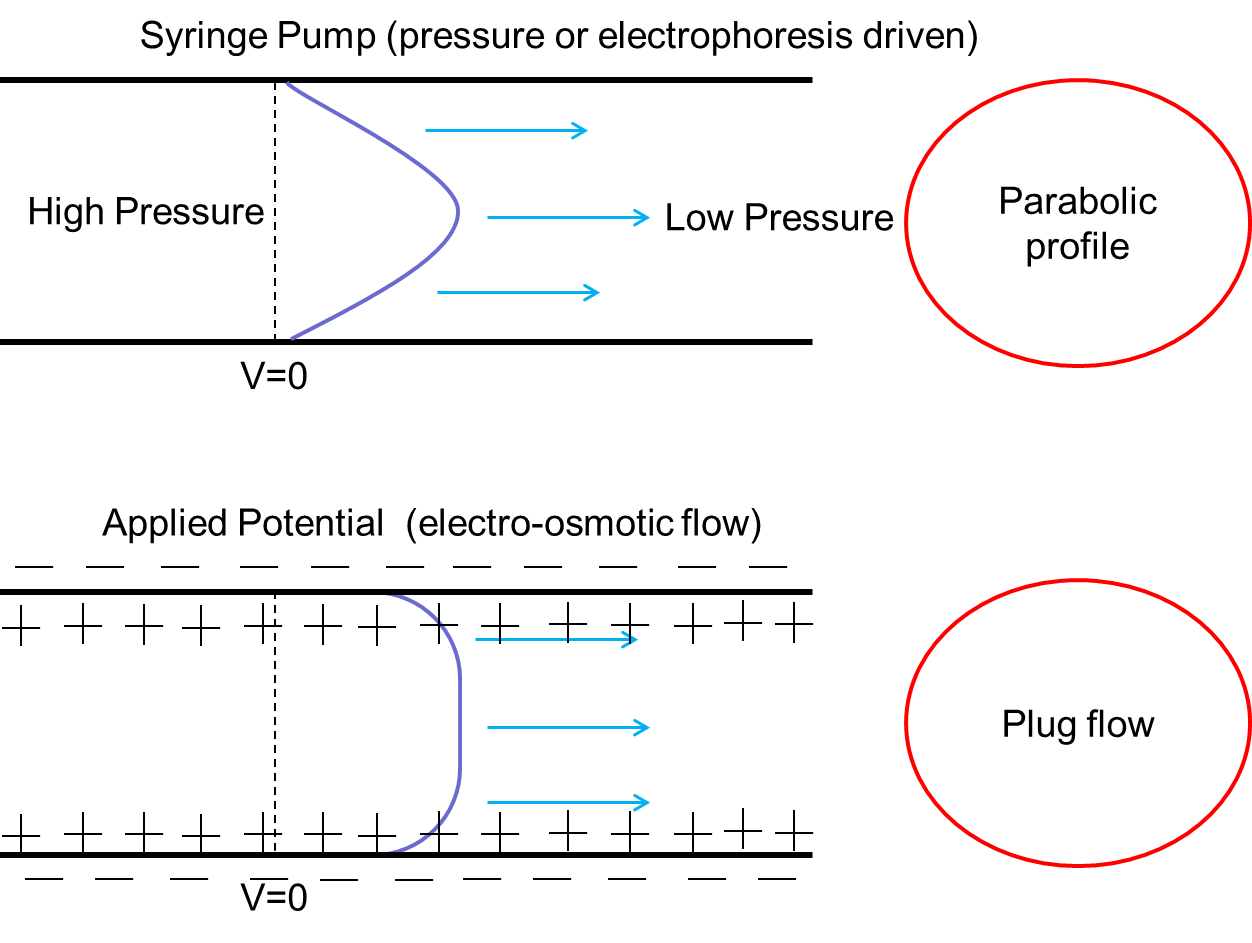 Syringe Pump (pressure or electrophoresis driven)
High Pressure
Low Pressure
Parabolic
profile
V=0
Applied Potential (electro-osmotic flow)
Plug flow
V=0